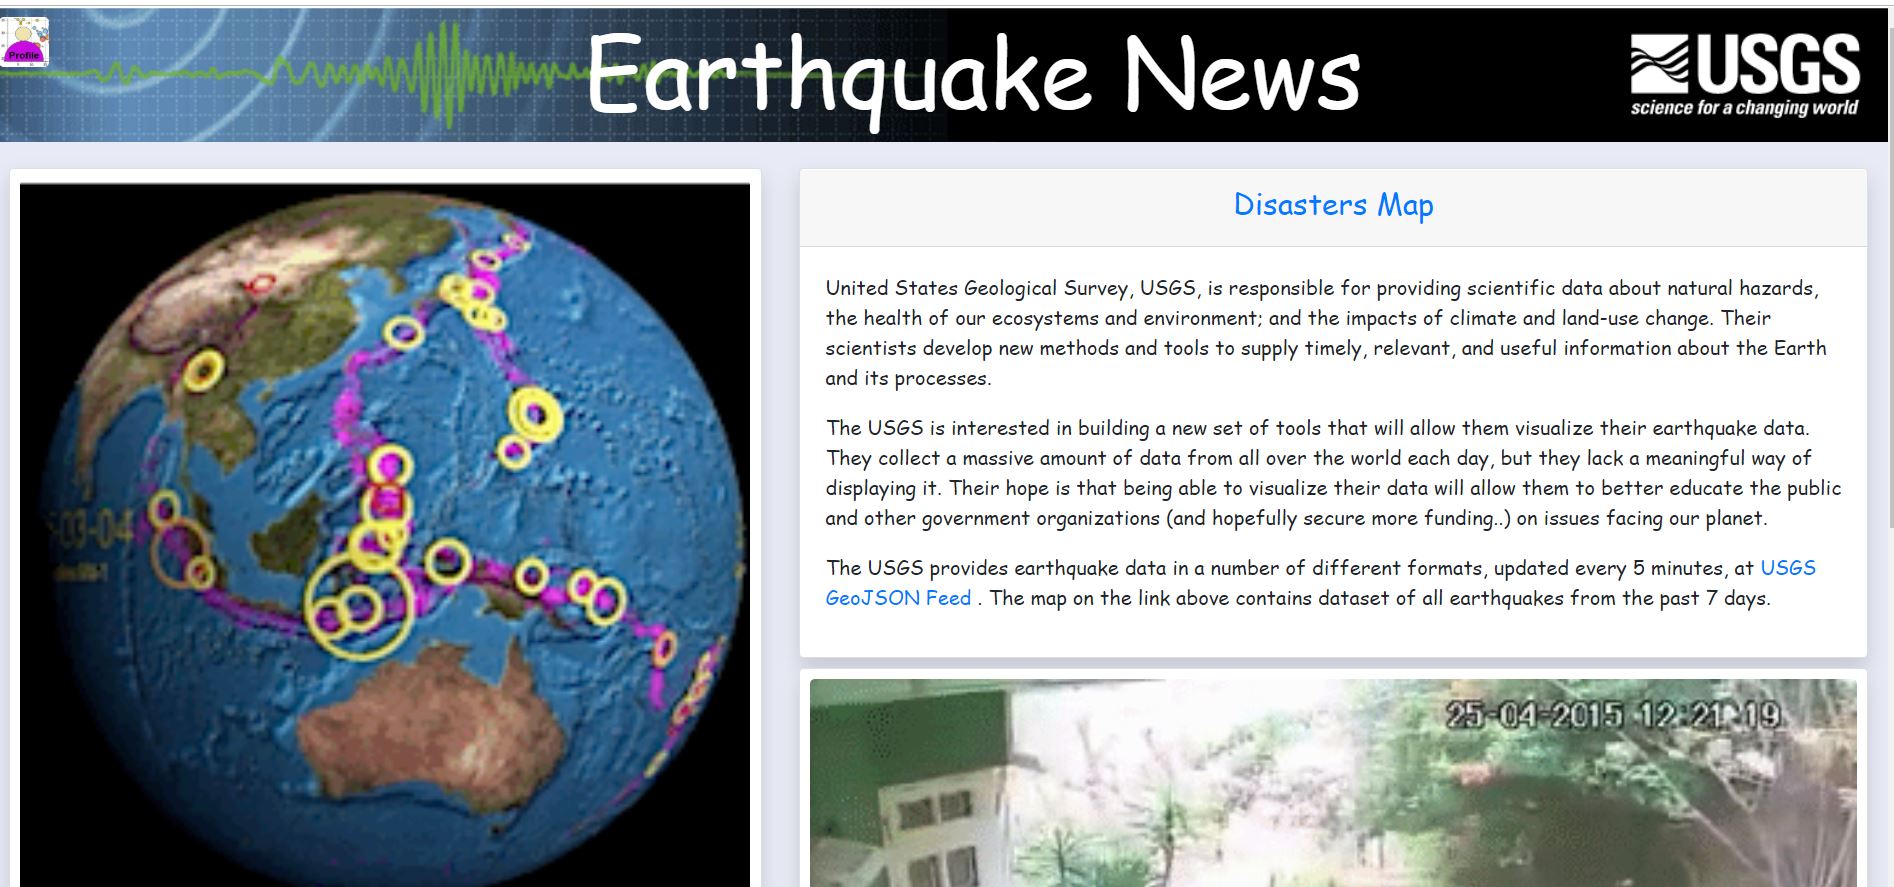 Profile
Earthquake News
USGS
science for a changing world
Disasters Map
United States Geological Survey, USGS, is responsible for providing scientific data about natural hazards,
the health of our ecosystems and environment; and the impacts of climate and land-use change. Their
scientists develop new methods and tools to supply timely, relevant, and useful information about the Earth
and its processes.
The USGS is interested in building a new set of tools that will allow them visualize their earthquake data.
They collect a massive amount of data from all over the world each day, but they lack a meaningful way of
displaying it. Their hope is that being able to visualize their data will allow them to better educate the public
and other government organizations (and hopefully secure more funding..) on issues facing our planet.
The USGS provides earthquake data in a number of different formats, updated every 5 minutes, at USGS
GeoJSON Feed . The map on the link above contains dataset of all earthquakes from the past 7 days.
-03-04
25-04-2015 12:21:19